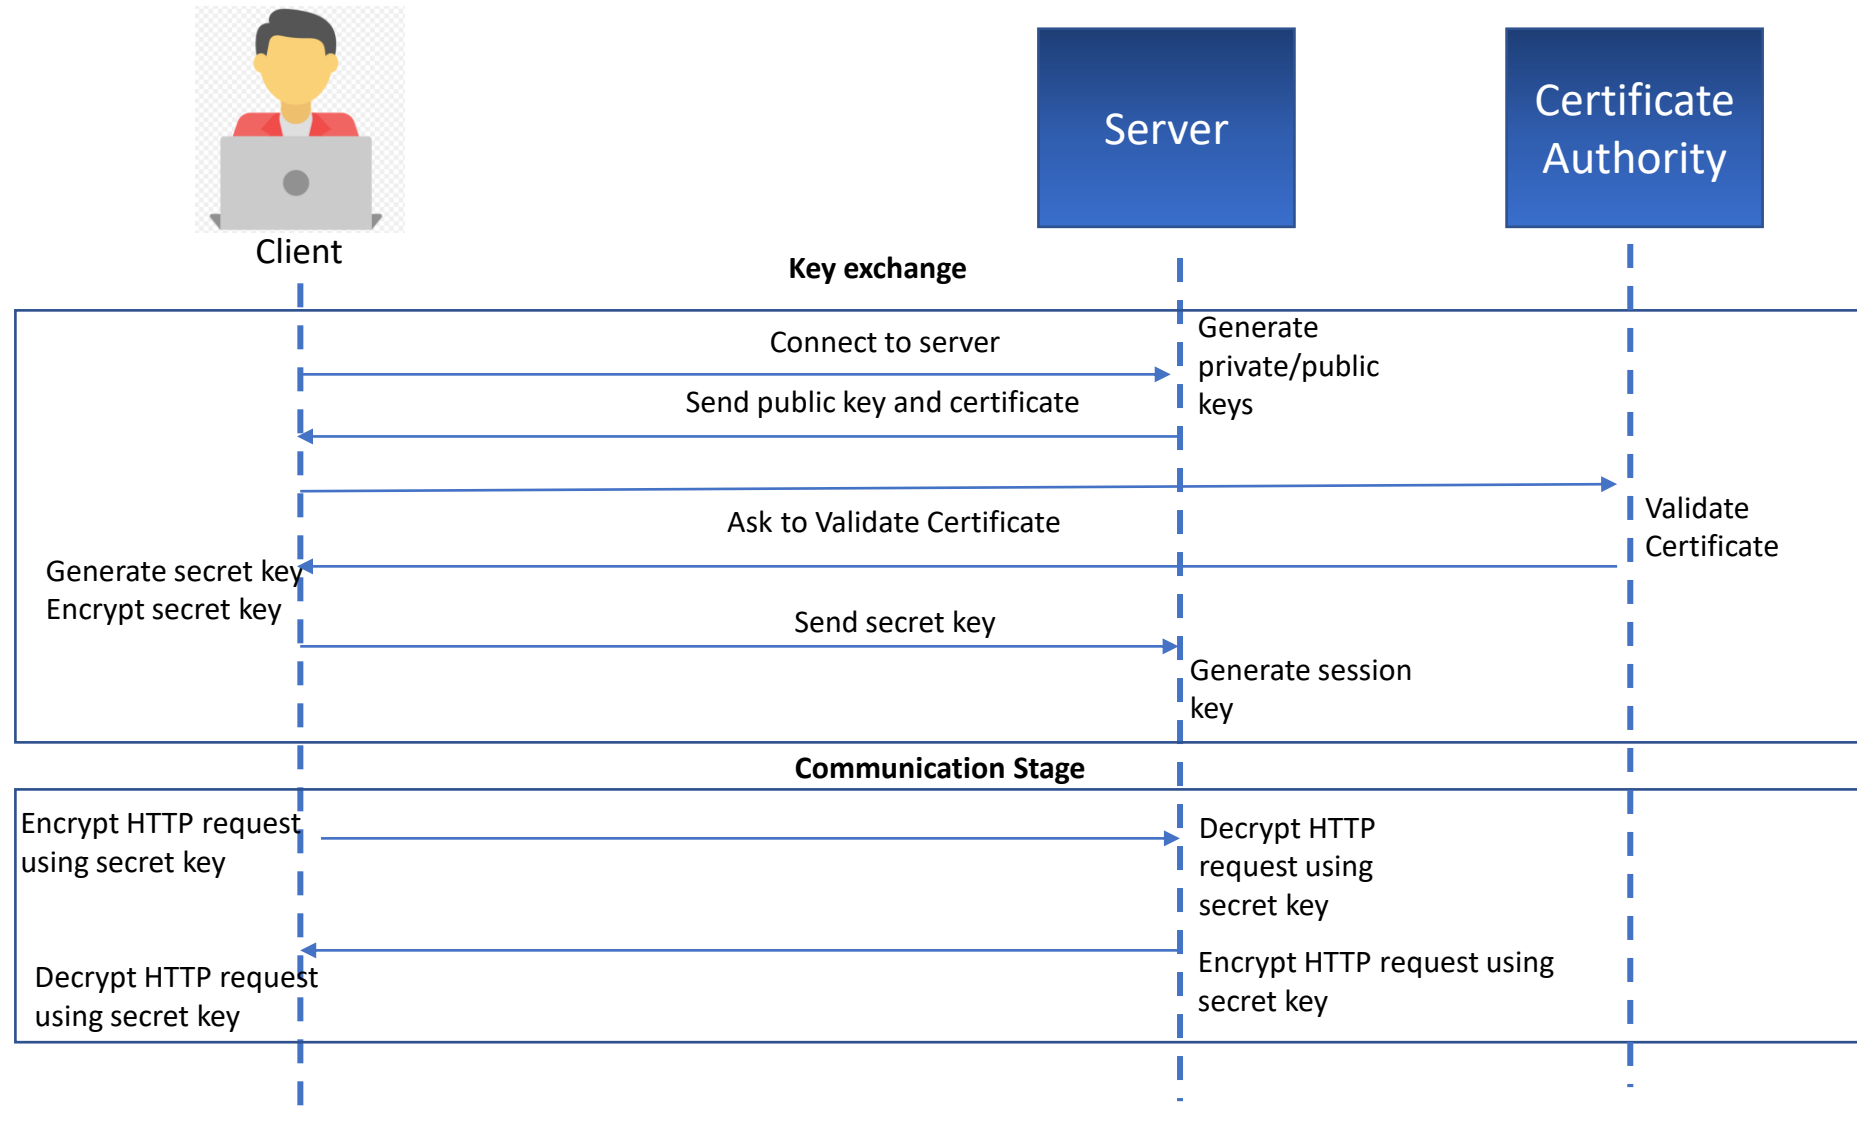 Server
Certificate
Authority
Client
Key exchange
Connect to server
Generate
private/public
keys
Send public key and certificate
Ask to Validate Certificate
Validate
Certificate
Generate secret key
Encrypt secret key
Send secret key
Generate session
key
Communication Stage
Encrypt HTTP request
using secret key
Decrypt HTTP
request using
secret key
Encrypt HTTP request using
secret key
Decrypt HTTP request
using secret key